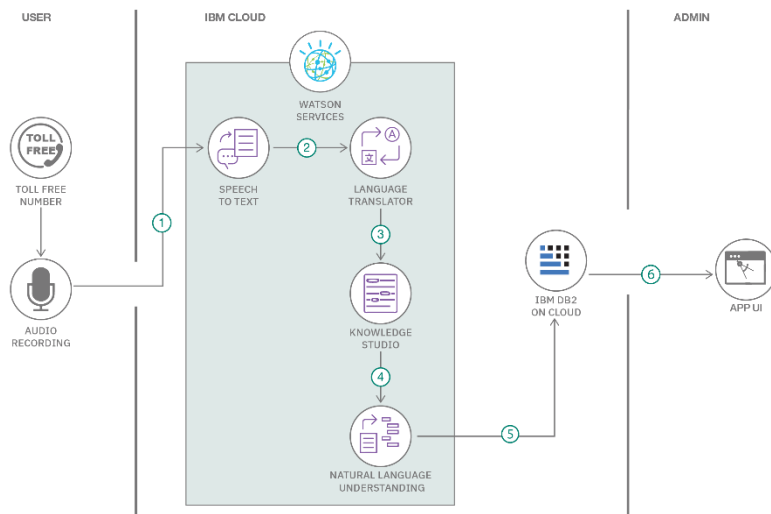 USER
IBM CLOUD
ADMIN
WATSON
SERVICES
TOLL
FREE
TOLL FREE
NUMBER
1
SPEECH
TO TEXT
2
A
文
LANGUAGE
TRANSLATOR
3
AUDIO
RECORDING
KNOWLEDGE
STUDIO
4
NATURAL LANGUAGE
UNDERSTANDING
5
IBM DB2
ON CLOUD
6
APP UI